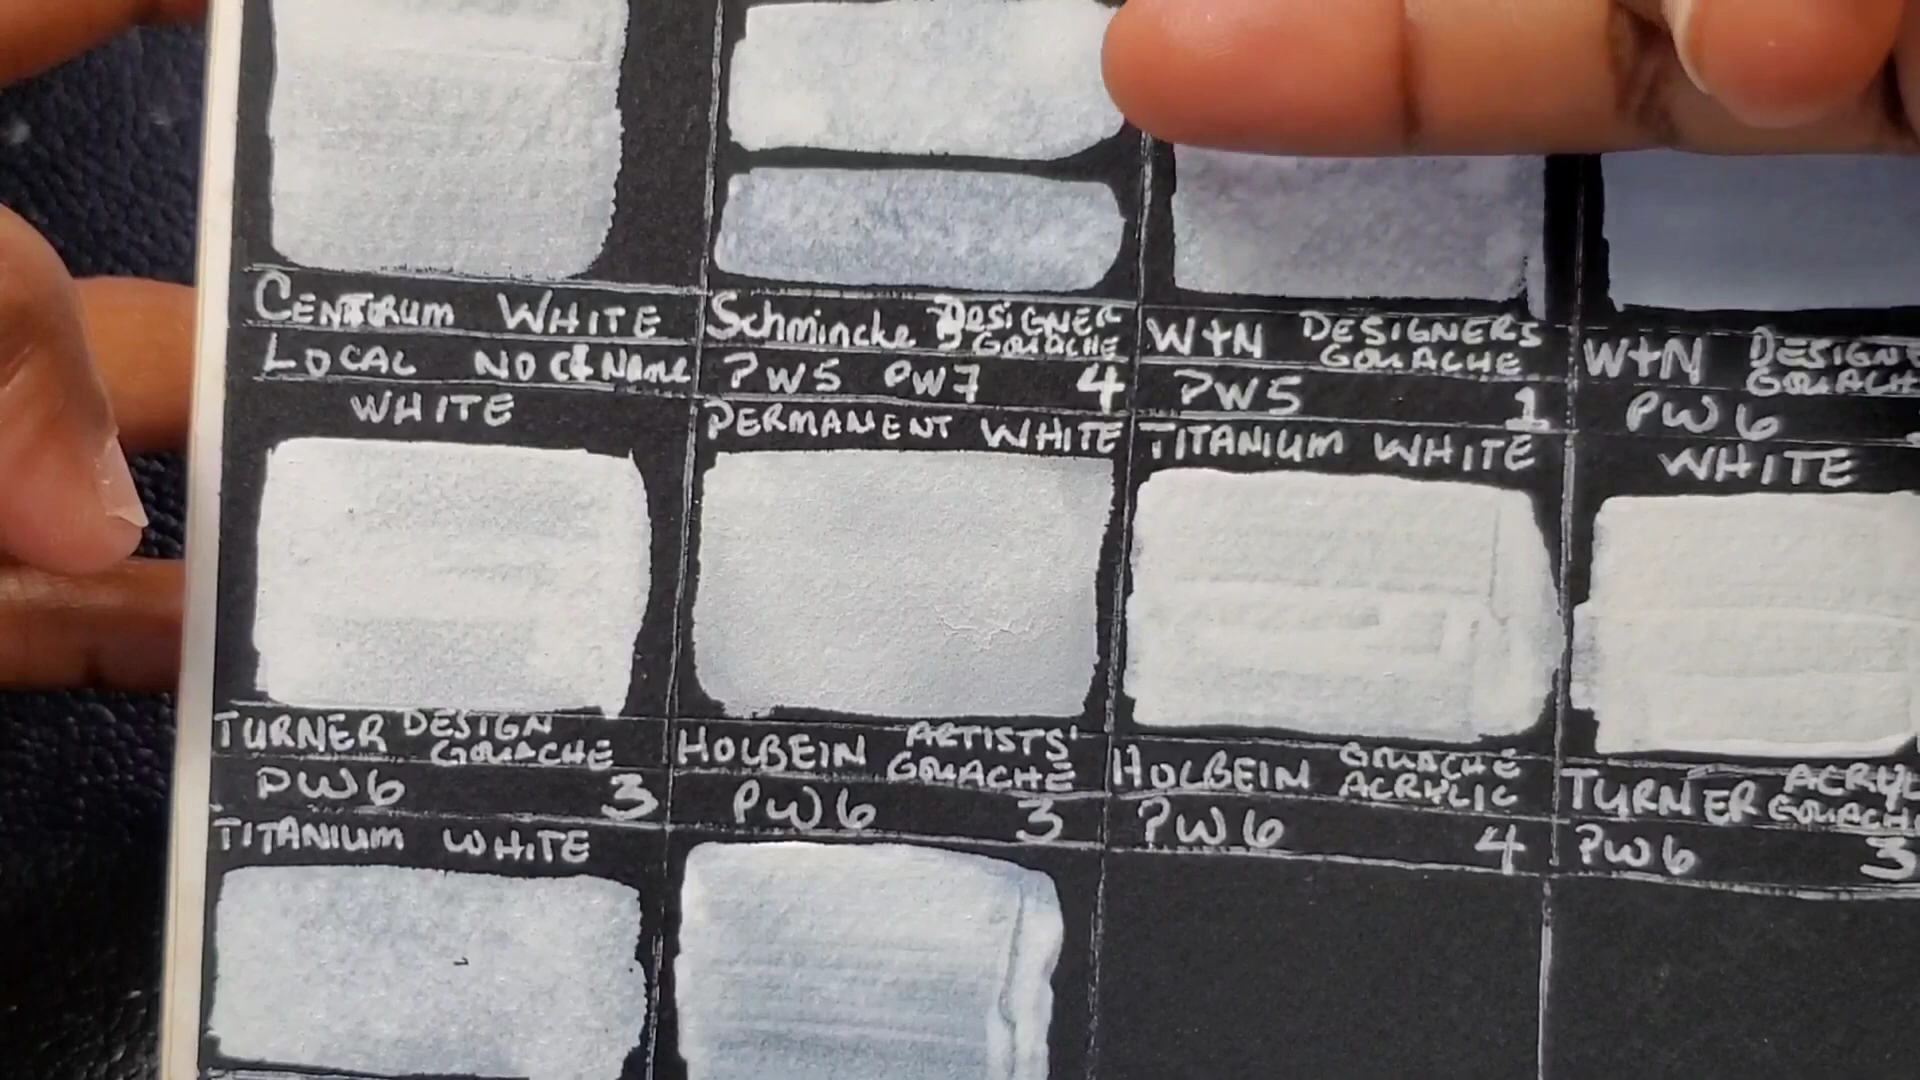 CENTRUM WHITE
LOCAL NO CI Name
WHITE
Schmincke DESIGNER GOUACHE
PW5 PW7 4
PERMANENT WHITE
W+N DESIGNERS GOUACHE
PW5 1
TITANIUM WHITE
W+N DESIGNE
GOUACH
PW6
WHITE
TURNER DESIGN GOUACHE
PW6 3
TITANIUM WHITE
HOLBEIN ARTISTS' GOUACHE
PW6 3
HOLBEIN GOUACHE ACRYLIC
PW6 4
TURNER ACRYL
GOUACH
PW6 3